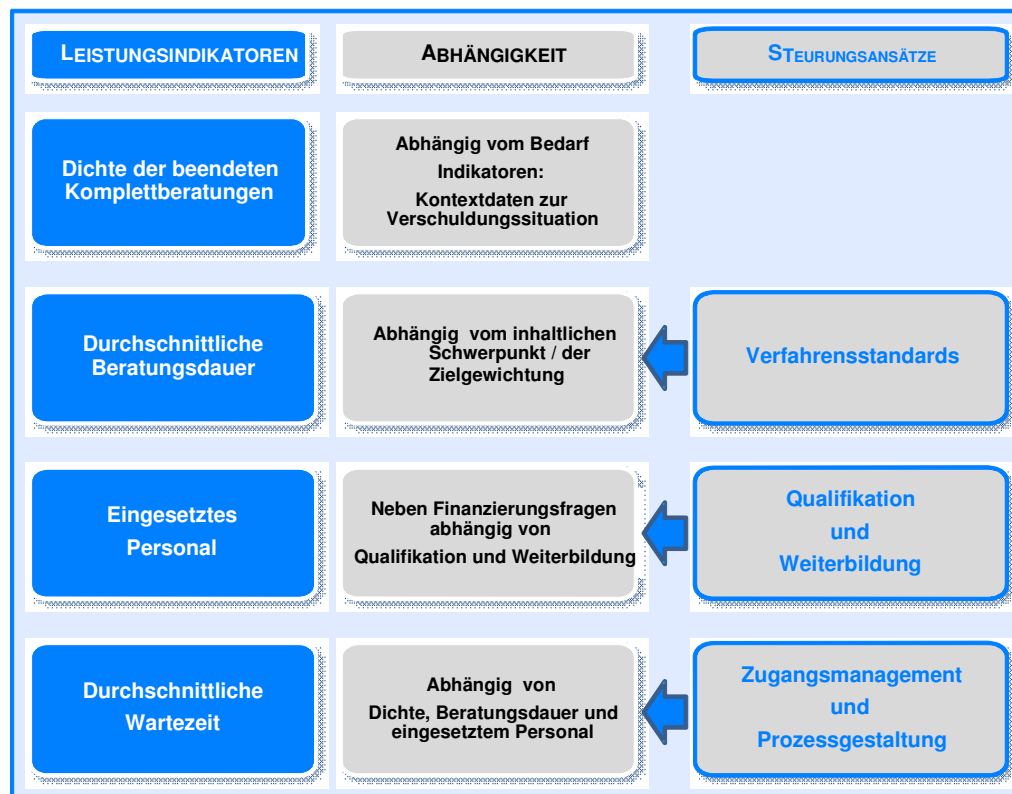 LEISTUNGSINDIKATOREN
ABHÄNGIGKEIT
STEURUNGSANSÄTZE
Dichte der beendeten
Komplettberatungen
Abhängig vom Bedarf
Indikatoren:
Kontextdaten zur
Verschuldungssituation
Durchschnittliche
Beratungsdauer
Abhängig vom inhaltlichen
Schwerpunkt / der
Zielgewichtung
Verfahrensstandards
Eingesetztes
Personal
Neben Finanzierungsfragen
abhängig von
Qualifikation und Weiterbildung
Qualifikation
und
Weiterbildung
Durchschnittliche
Wartezeit
Abhängig von
Dichte, Beratungsdauer und
eingesetztem Personal
Zugangsmanagement
und
Prozessgestaltung